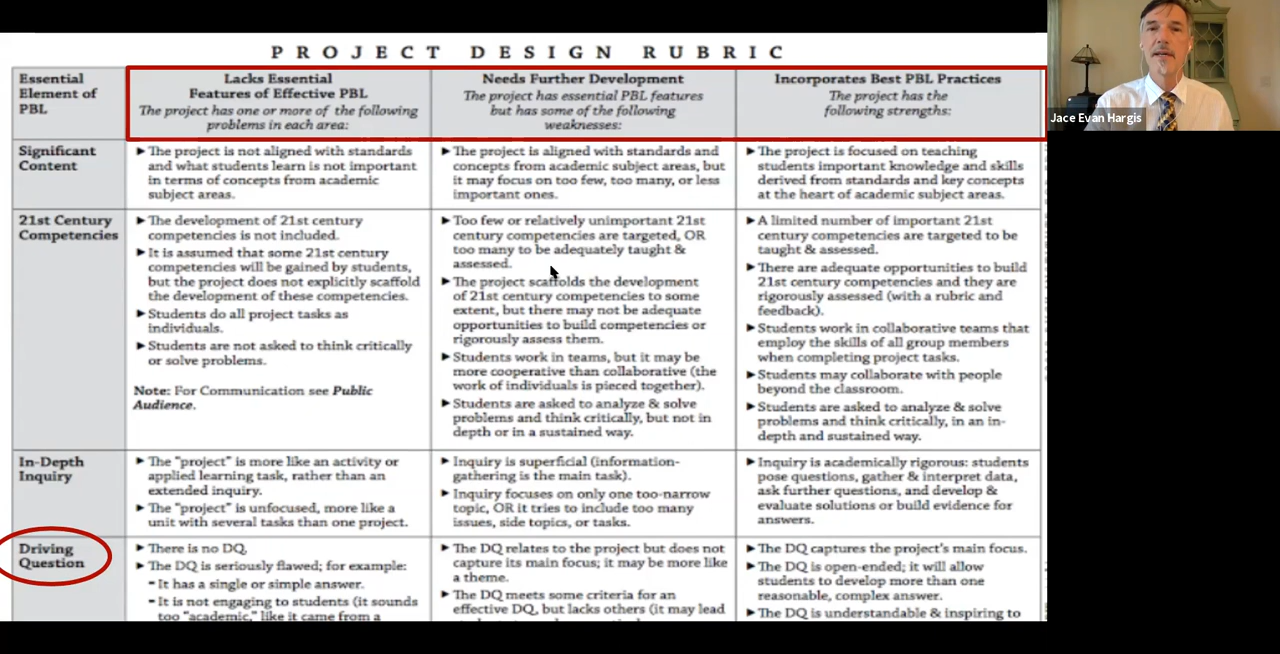 PROJECT DESIGN RUBRIC
Essential
Element of
PBL
Lacks Essential
Features of Effective PBL
The project has one or more of the following
problems in each area:
Needs Further Development
The project has essential PBL features
but has some of the following
weaknesses:
Incorporates Best PBL Practices
The project has the
following strengths:
Jace Evan Hargis
Significant
Content
▶ The project is not aligned with standards
and what students learn is not important
in terms of concepts from academic
subject areas.
▶ The project is aligned with standards and
concepts from academic subject areas, but
it may focus on too few, too many, or less
important ones.
▶ The project is focused on teaching
students important knowledge and skills
derived from standards and key concepts
at the heart of academic subject areas.
21st Century
Competencies
▶ The development of 21st century
competencies is not included.
▶ It is assumed that some 21st century
competencies will be gained by students,
but the project does not explicitly scaffold
the development of these competencies.
▶ Students do all project tasks as
individuals.
▶ Students are not asked to think critically
or solve problems.
Note: For Communication see Public
Audience.
▶ Too few or relatively unimportant 21st
century competencies are targeted, OR
too many to be adequately taught &
assessed.
▶ The project scaffolds the development
of 21st century competencies to some
extent, but there may not be adequate
opportunities to build competencies or
rigorously assess them.
▶ Students work in teams, but it may be
more cooperative than collaborative (the
work of individuals is pieced together).
▶ Students are asked to analyze & solve
problems and think critically, but not in
depth or in a sustained way.
▶ A limited number of important 21st
century competencies are targeted to be
taught & assessed.
▶ There are adequate opportunities to build
21st century competencies and they are
rigorously assessed (with a rubric and
feedback).
▶ Students work in collaborative teams that
employ the skills of all group members
when completing project tasks.
▶ Students may collaborate with people
beyond the classroom.
▶ Students are asked to analyze & solve
problems and think critically, in an in-
depth and sustained way.
In-Depth
Inquiry
▶ The "project" is more like an activity or
applied learning task, rather than an
extended inquiry.
▶ The "project" is unfocused, more like a
unit with several tasks than one project.
▶ Inquiry is superficial (information-
gathering is the main task).
▶ Inquiry focuses on only one too-narrow
topic, OR it tries to include too many
issues, side topics, or tasks.
▶ Inquiry is academically rigorous: students
pose questions, gather & interpret data,
ask further questions, and develop &
evaluate solutions or build evidence for
answers.
Driving
Question
▶ There is no DQ,
▶ The DQ is seriously flawed; for example:
- It has a single or simple answer.
- It is not engaging to students (it sounds
too "academic," like it came from a
▶ The DQ relates to the project but does not
capture its main focus; it may be more like
a theme.
▶ The DQ meets some criteria for an
effective DQ, but lacks others (it may lead
▶ The DQ captures the project's main focus.
▶ The DQ is open-ended; it will allow
students to develop more than one
reasonable, complex answer.
▶ The DQ is understandable & inspiring to